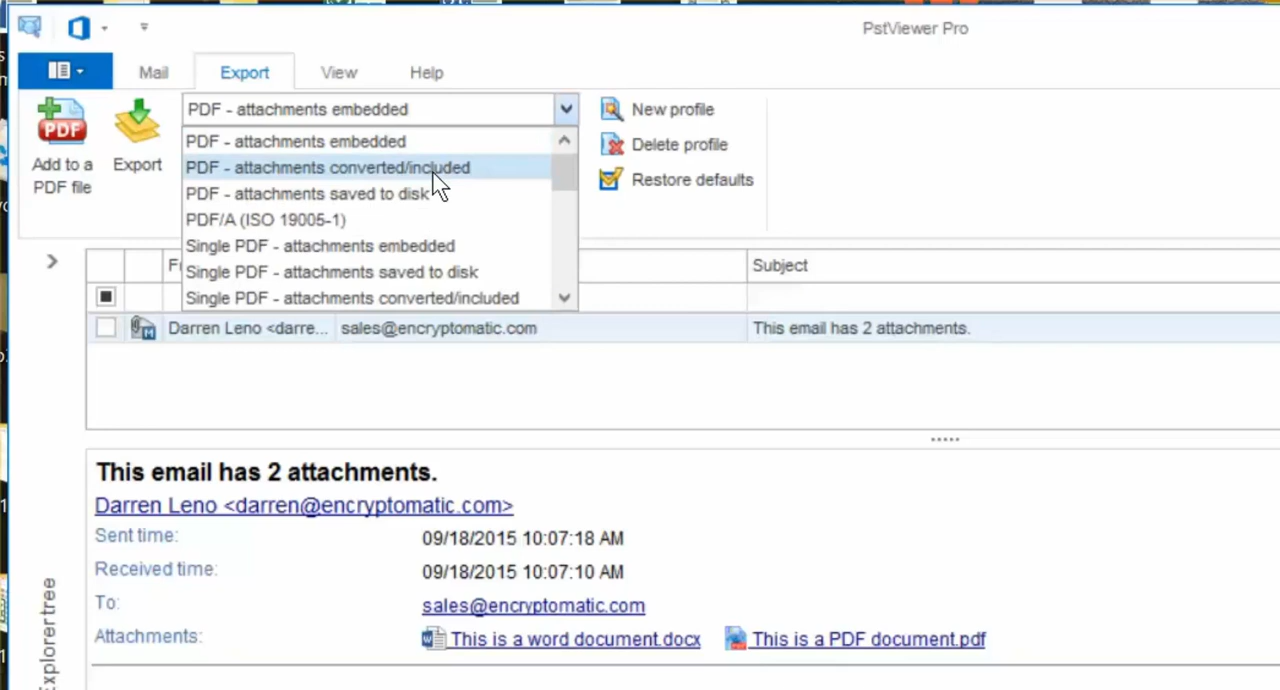 PstViewer Pro
Mail Export View Help
Add to a PDF file
Export
PDF - attachments embedded
PDF - attachments embedded
PDF - attachments converted/included
PDF - attachments saved to disk
PDF/A (ISO 19005-1)
Single PDF - attachments embedded
Single PDF - attachments saved to disk
Single PDF - attachments converted/included
New profile
Delete profile
Restore defaults
Subject
Darren Leno <darre... sales@encryptomatic.com This email has 2 attachments.
This email has 2 attachments.
Darren Leno <darren@encryptomatic.com>
Sent time: 09/18/2015 10:07:18 AM
Received time: 09/18/2015 10:07:10 AM
To: sales@encryptomatic.com
Attachments: This is a word document.docx This is a PDF document.pdf
Explorer tree